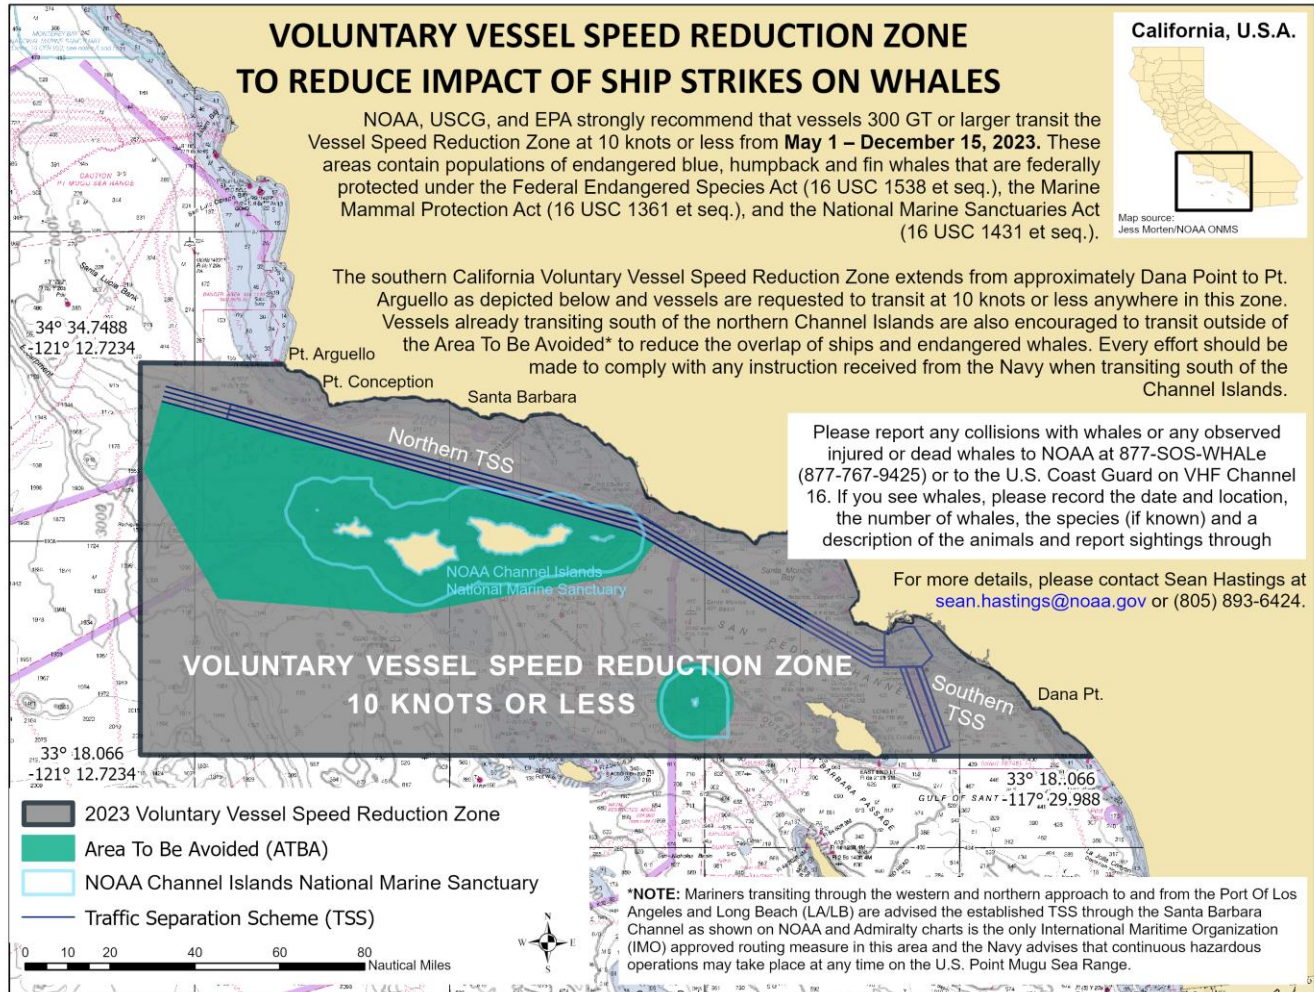 VOLUNTARY VESSEL SPEED REDUCTION ZONE
TO REDUCE IMPACT OF SHIP STRIKES ON WHALES
NOAA, USCG, and EPA strongly recommend that vessels 300 GT or larger transit the
Vessel Speed Reduction Zone at 10 knots or less from May 1 – December 15, 2023. These
areas contain populations of endangered blue, humpback and fin whales that are federally
protected under the Federal Endangered Species Act (16 USC 1538 et seq.), the Marine
Mammal Protection Act (16 USC 1361 et seq.), and the National Marine Sanctuaries Act
(16 USC 1431 et seq.).
California, U.S.A.
Map source:
Jess Morten/NOAA ONMS
The southern California Voluntary Vessel Speed Reduction Zone extends from approximately Dana Point to Pt.
Arguello as depicted below and vessels are requested to transit at 10 knots or less anywhere in this zone.
Vessels already transiting south of the northern Channel Islands are also encouraged to transit outside of
the Area To Be Avoided* to reduce the overlap of ships and endangered whales. Every effort should be
made to comply with any instruction received from the Navy when transiting south of the
Channel Islands.
Please report any collisions with whales or any observed
injured or dead whales to NOAA at 877-SOS-WHALe
(877-767-9425) or to the U.S. Coast Guard on VHF Channel
16. If you see whales, please record the date and location,
the number of whales, the species (if known) and a
description of the animals and report sightings through
For more details, please contact Sean Hastings at
sean.hastings@noaa.gov or (805) 893-6424.
CAUTION
PT MUGU SEA RANGE
Santa Lucia Bank
34° 34.7488
-121° 12.7234
Pt. Arguello
Pt. Conception
Santa Barbara
Northern TSS
NOAA Channel Islands
National Marine Sanctuary
VOLUNTARY VESSEL SPEED REDUCTION ZONE
10 KNOTS OR LESS
Southern
TSS
Dana Pt.
33° 18.066
-121° 12.7234
33° 18.066
-117° 29.988
GULF OF SANT
2023 Voluntary Vessel Speed Reduction Zone
Area To Be Avoided (ATBA)
NOAA Channel Islands National Marine Sanctuary
Traffic Separation Scheme (TSS)
0 10 20 40 60 80
Nautical Miles
N
W E
S
*NOTE: Mariners transiting through the western and northern approach to and from the Port Of Los
Angeles and Long Beach (LA/LB) are advised the established TSS through the Santa Barbara
Channel as shown on NOAA and Admiralty charts is the only International Maritime Organization
(IMO) approved routing measure in this area and the Navy advises that continuous hazardous
operations may take place at any time on the U.S. Point Mugu Sea Range.